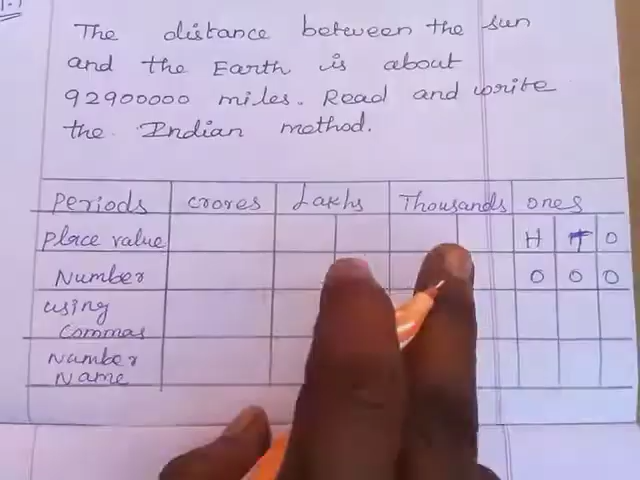 The distance between the sun
and the Earth is about
92900000 miles. Read and write
the Indian method.
Periods crores Lakhs Thousands ones
place value H T O
Number 0 0 0
using
Commas
Number
Name